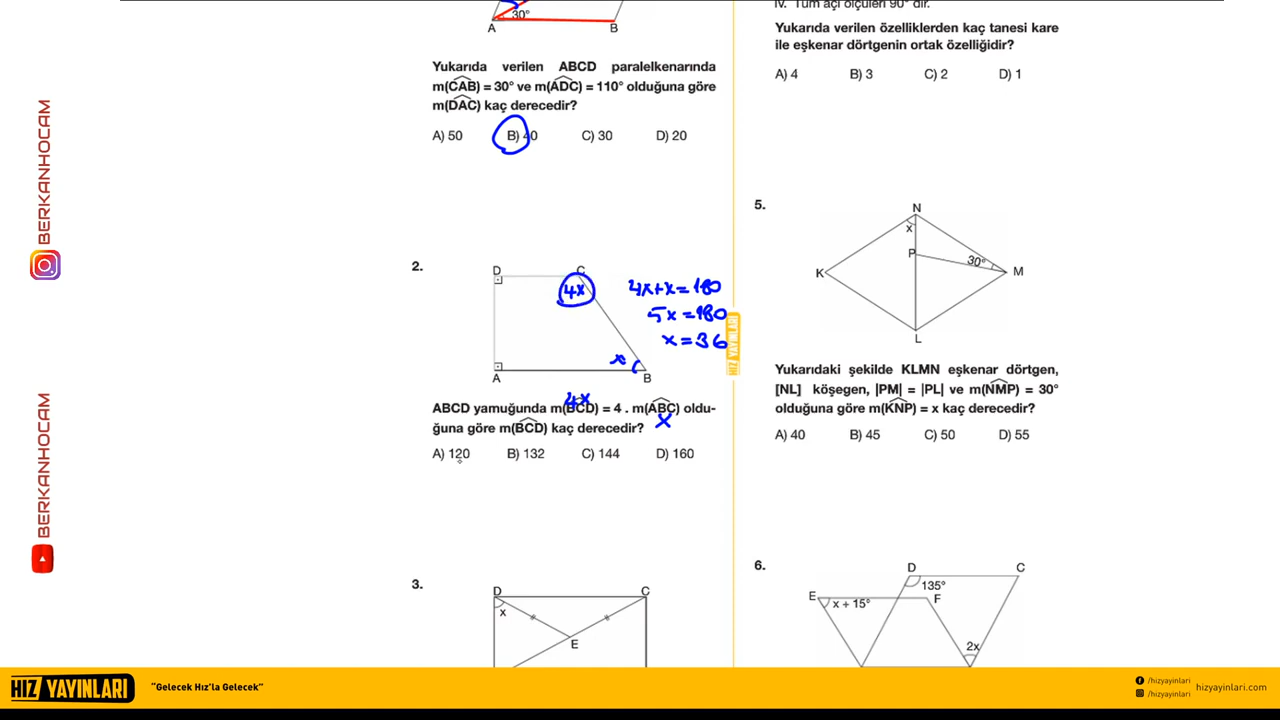 BERKANHOCAM
BERKANHOCAM
30°
A
B
Yukarıda verilen ABCD paralelkenarında
m(CAB) = 30° ve m(ADC) = 110° olduğuna göre
m(DAC) kaç derecedir?
A) 50 B) 40 C) 30 D) 20
2.
D
C
4x
x
A
B
4x+x=180
5x=180
x=36
4x
ABCD yamuğunda m(BCD) = 4 . m(ABC) oldu-
x
ğuna göre m(BCD) kaç derecedir?
A) 120 B) 132 C) 144 D) 160
3.
D
C
x
E
HIZ YAYINLARI
IV. Tüm açı ölçüleri 90° dir.
Yukarıda verilen özelliklerden kaç tanesi kare
ile eşkenar dörtgenin ortak özelliğidir?
A) 4 B) 3 C) 2 D) 1
5.
N
x
P
30°
K
M
L
Yukarıdaki şekilde KLMN eşkenar dörtgen,
[NL] köşegen, |PM| = |PL| ve m(NMP) = 30°
olduğuna göre m(KNP) = x kaç derecedir?
A) 40 B) 45 C) 50 D) 55
6.
D
C
135°
E
F
x + 15°
2x
HIZ YAYINLARI
“Gelecek Hız’la Gelecek”
/hizyayinlari
/hizyayinlari
hizyayinlari.com